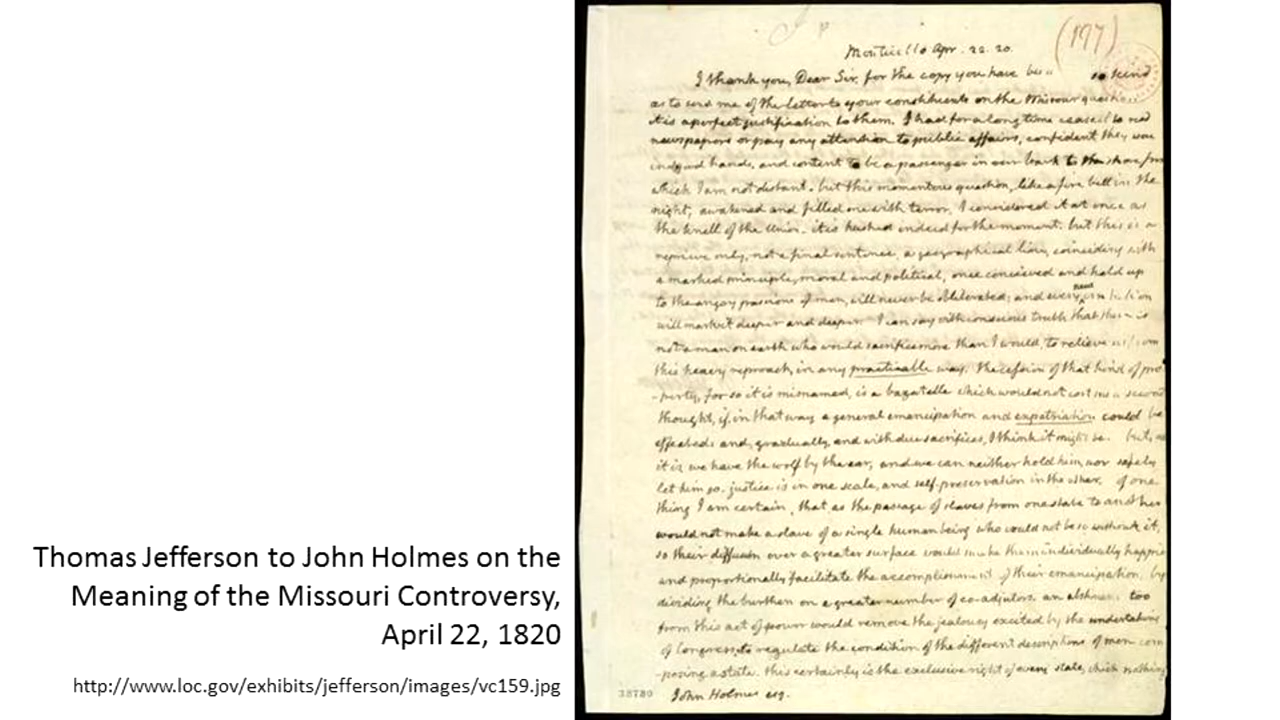 Thomas Jefferson to John Holmes on the
Meaning of the Missouri Controversy,
April 22, 1820
http://www.loc.gov/exhibits/jefferson/images/vc159.jpg
(197)
Monticello Apr. 22. 20.
I thank you, Dear Sir, for the copy you have so kind
as to send me of the letter to your constituents on the Missouri question.
it is a perfect justification to them. I had for a long time ceased to read
newspapers or pay any attention to public affairs, confident they were
in good hands, and content to be a passenger in our bark to the shore from
which I am not distant. but this momentous question, like a fire bell in the
night, awakened and filled me with terror. I considered it at once as
the knell of the Union. it is hushed indeed for the moment. but this is a
reprieve only, not a final sentence. a geographical line, coinciding with
a marked principle, moral and political, once conceived and held up
to the angry passions of men, will never be obliterated; and every new irritation
will mark it deeper and deeper. I can say with conscious truth that there is
not a man on earth who would sacrifice more than I would, to relieve us from
this heavy reproach, in any practicable way. the cession of that kind of pro
-perty, for so it is misnamed, is a bagatelle which would not cost me a second
thought, if, in that way, a general emancipation and expatriation could be
effected: and, gradually, and with due sacrifices, I think it might be. but, as
it is, we have the wolf by the ear, and we can neither hold him, nor safely
let him go. justice is in one scale, and self-preservation in the other. of one
thing I am certain, that as the passage of slaves from one state to another
would not make a slave of a single human being who would not be so without it,
so their diffusion over a greater surface would make them individually happier
and proportionally facilitate the accomplishment of their emancipation, by
dividing the burthen on a greater number of co-adjutors. an abstinence too
from this act of power would remove the jealousy excited by the undertaking
of Congress, to regulate the condition of the different descriptions of men com
-posing a state. this certainly is the exclusive right of every state, which nothing
38780
John Holmes esq.